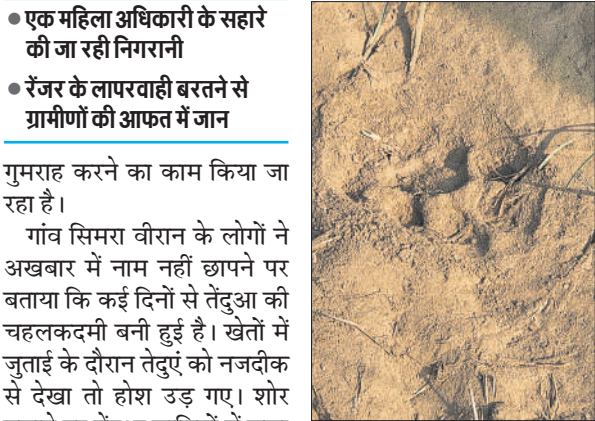 ● एक महिला अधिकारी के सहारे
की जा रही निगरानी
● रेंजर के लापरवाही बरतने से
ग्रामीणों की आफत में जान
गुमराह करने का काम किया जा
रहा है।
गांव सिमरा वीरान के लोगों ने
अखबार में नाम नहीं छापने पर
बताया कि कई दिनों से तेंदुआ की
चहलकदमी बनी हुई है। खेतों में
जुताई के दौरान तेदुएं को नजदीक
से देखा तो होश उड़ गए। शोर